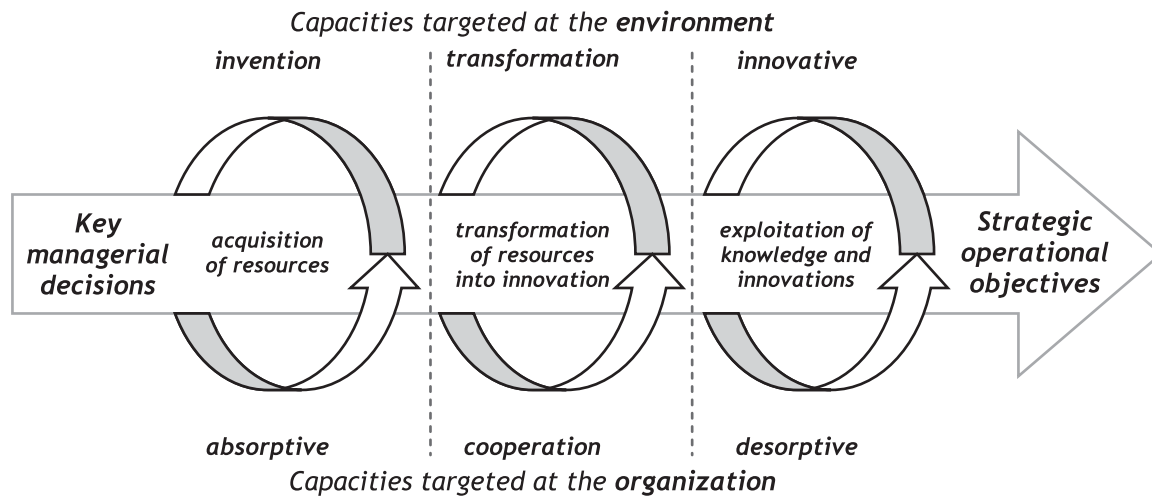 Capacities targeted at the environment
invention
transformation
innovative
Key
managerial
decisions
acquisition
of resources
transformation
of resources
into innovation
exploitation of
knowledge and
innovations
Strategic
operational
objectives
absorptive
cooperation
desorptive
Capacities targeted at the organization